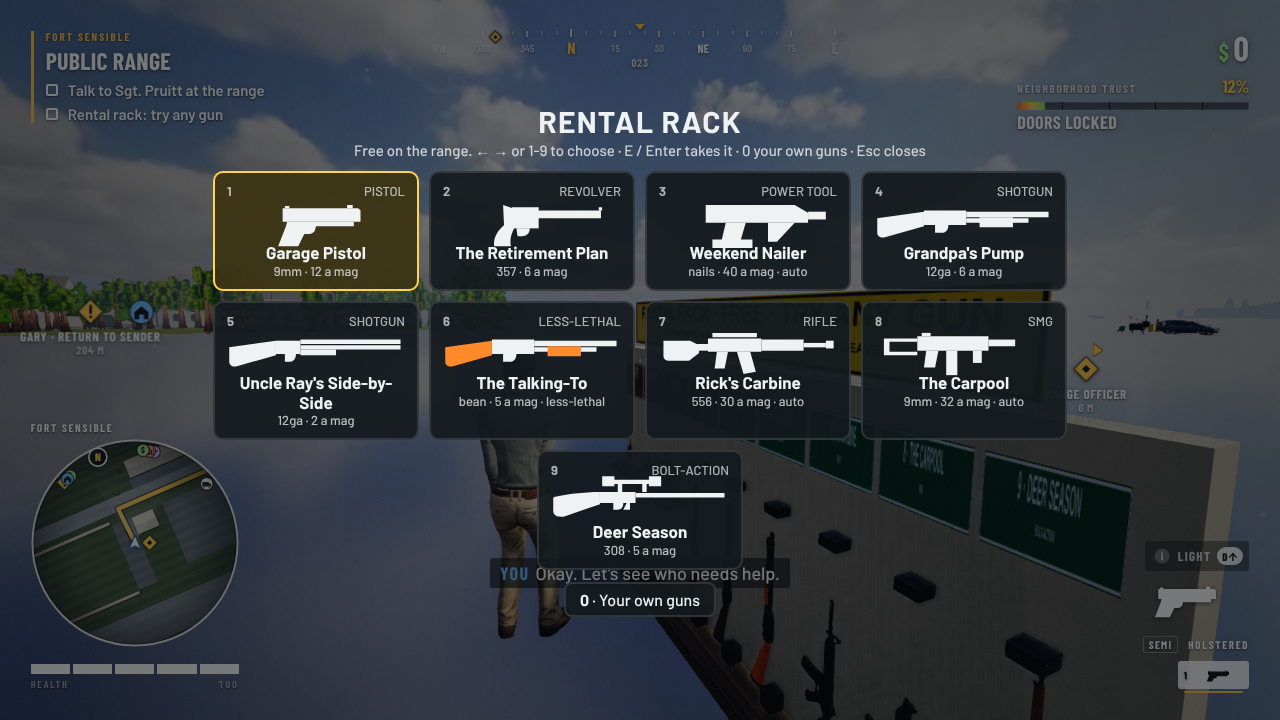 FORT SENSIBLE
PUBLIC RANGE
Talk to Sgt. Pruitt at the range
Rental rack: try any gun
NW 330 345 N 15 30 NE 60 75 E
023
$ 0
NEIGHBORHOOD TRUST 12%
DOORS LOCKED
RENTAL RACK
Free on the range. ← → or 1-9 to choose · E / Enter takes it · 0 your own guns · Esc closes
1 PISTOL
Garage Pistol
9mm · 12 a mag
2 REVOLVER
The Retirement Plan
357 · 6 a mag
3 POWER TOOL
Weekend Nailer
nails · 40 a mag · auto
4 SHOTGUN
Grandpa's Pump
12ga · 6 a mag
5 SHOTGUN
Uncle Ray's Side-by-
Side
12ga · 2 a mag
6 LESS-LETHAL
The Talking-To
bean · 5 a mag · less-lethal
7 RIFLE
Rick's Carbine
556 · 30 a mag · auto
8 SMG
The Carpool
9mm · 32 a mag · auto
9 BOLT-ACTION
Deer Season
308 · 5 a mag
0 · Your own guns
YOU Okay. Let's see who needs help.
GARY · RETURN TO SENDER
204 M
OFFICER
6 M
NY GUN
8 · THE CARPOOL
9 · DEER SEASON
BOLT-ACTION
FORT SENSIBLE
N
HEALTH 100
i LIGHT D↑
SEMI HOLSTERED
1